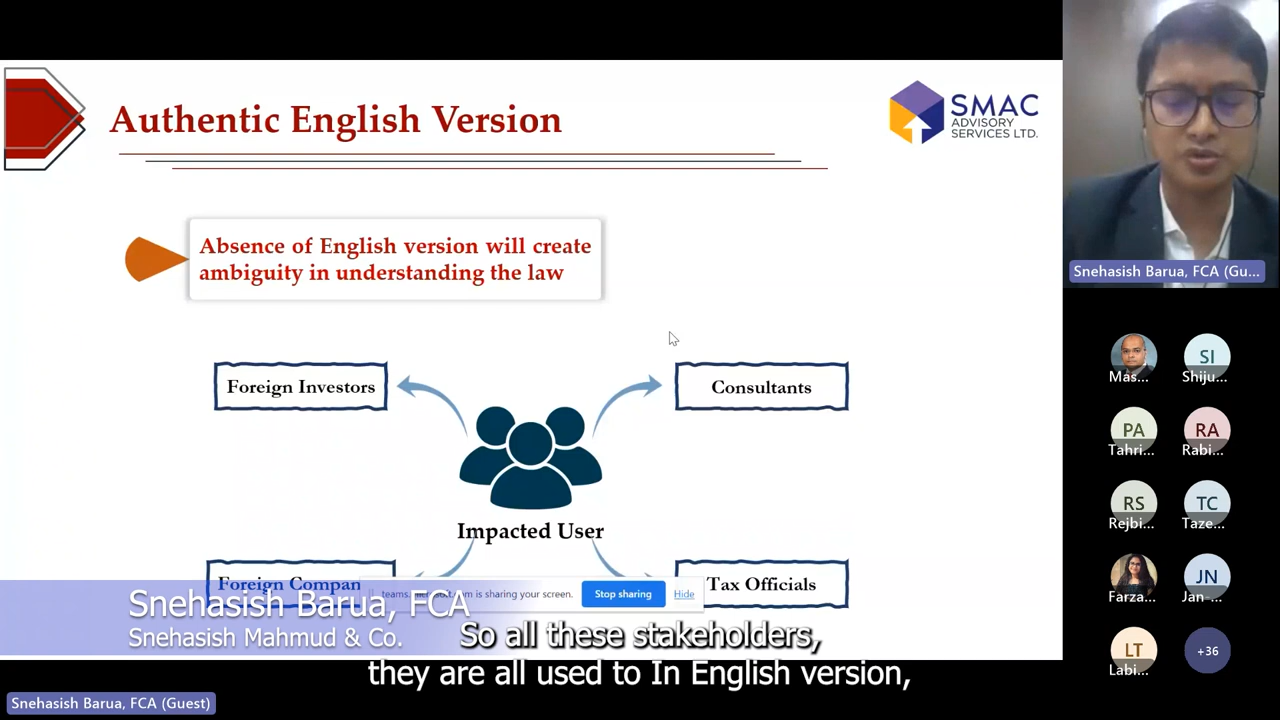 Authentic English Version
SMAC
ADVISORY
SERVICES LTD.
Absence of English version will create
ambiguity in understanding the law
Foreign Investors
Consultants
Impacted User
Foreign Compan
Tax Officials
is sharing your screen.
Stop sharing
Hide
Snehasish Barua, FCA
Snehasish Mahmud & Co.
So all these stakeholders,
they are all used to In English version,
Snehasish Barua, FCA (Guest)
Snehasish Barua, FCA (Gu...
Mas...
SI
Shiju...
PA
Tahri...
RA
Rabi...
RS
Rejbi...
TC
Taze...
Farza...
JN
Jan-...
LT
Labi...
+36